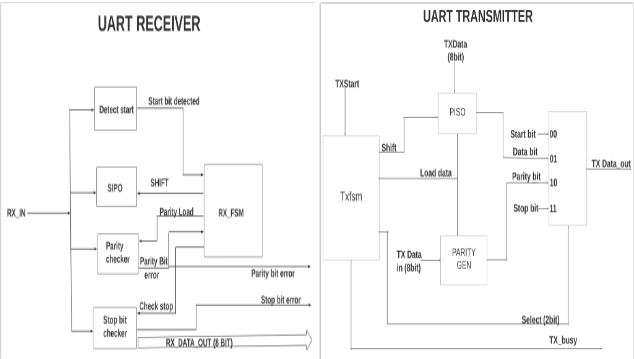 UART RECEIVER
Detect start
Start bit detected
SIPO
SHIFT
RX_IN
Parity Load
RX_FSM
Parity
checker
Parity Bit
error
Parity bit error
Check stop
Stop bit error
Stop bit
checker
RX_DATA_OUT (8 BIT)
UART TRANSMITTER
TXData
(8bit)
TXStart
PISO
Shift
Start bit
00
Data bit
01
TX Data_out
Load data
Parity bit
10
Txfsm
Stop bit
11
TX Data
in (8bit)
PARITY
GEN
Select (2bit)
TX_busy